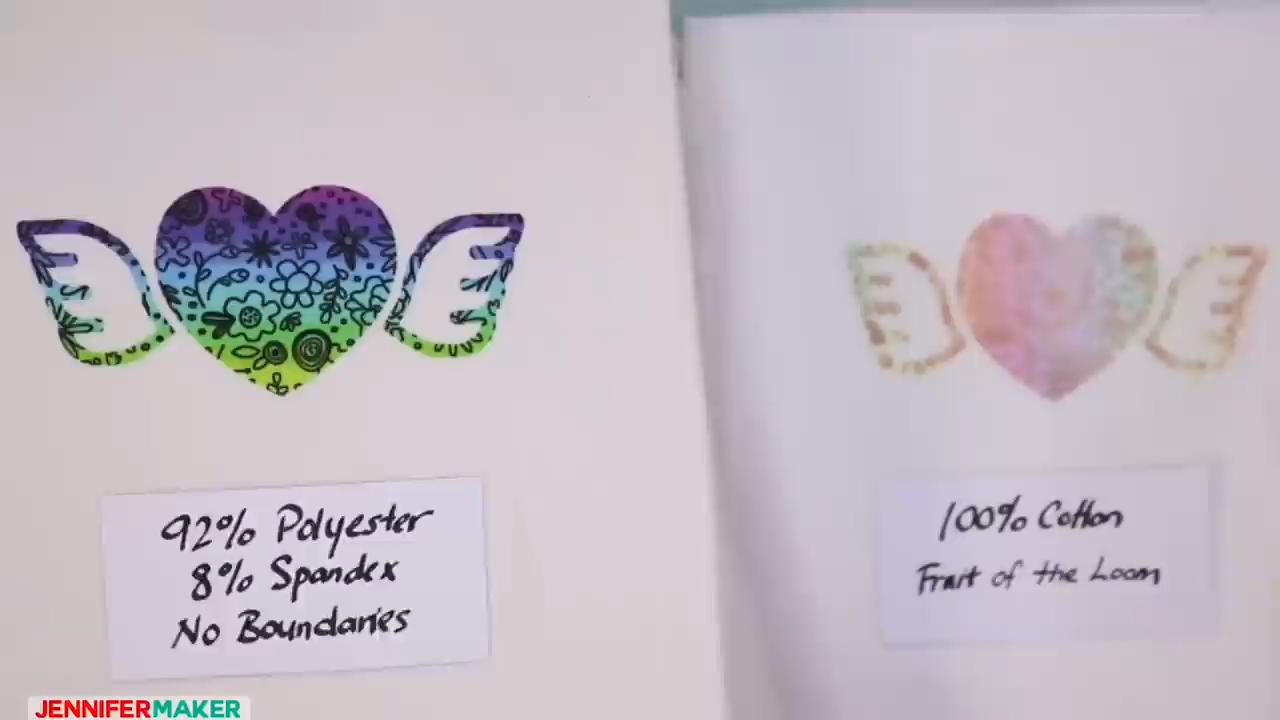 92% Polyester
8% Spandex
No Boundaries
100% Cotton
Fruit of the Loom
JENNIFERMAKER